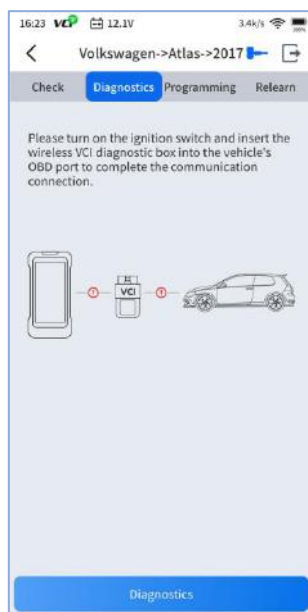 16:23 VCI 12.1V 3.4k/s
Volkswagen->Atlas->2017
Check Diagnostics Programming Relearn
Please turn on the ignition switch and insert the
wireless VCI diagnostic box into the vehicle's
OBD port to complete the communication
connection.
VCI
Diagnostics